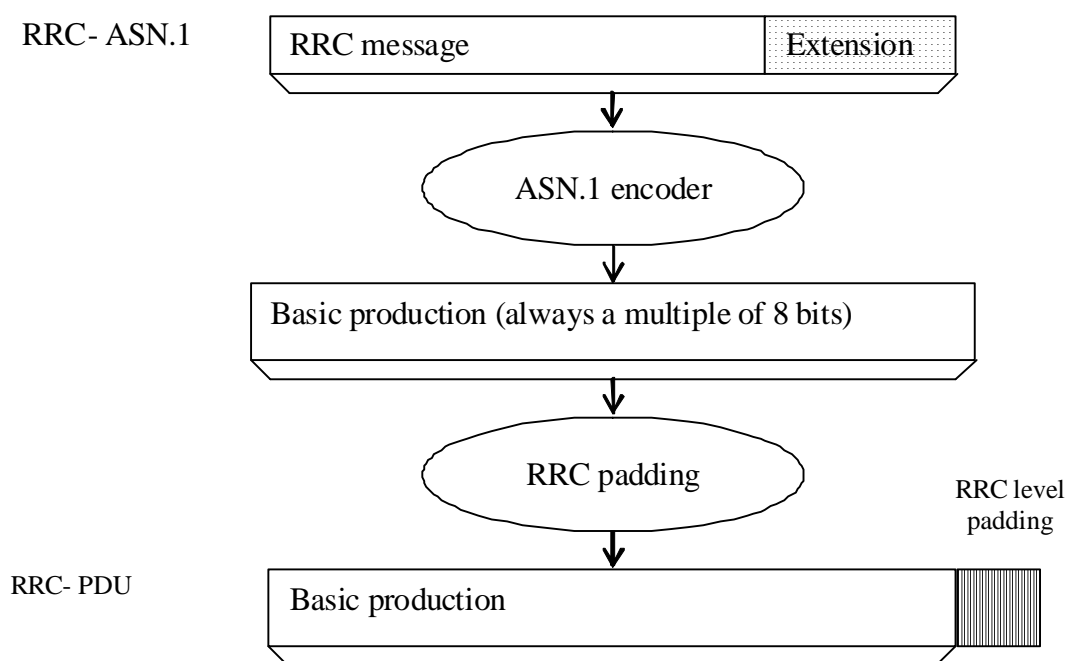 RRC- ASN.1
RRC message
Extension
ASN.1 encoder
Basic production (always a multiple of 8 bits)
RRC padding
RRC level
padding
RRC- PDU
Basic production